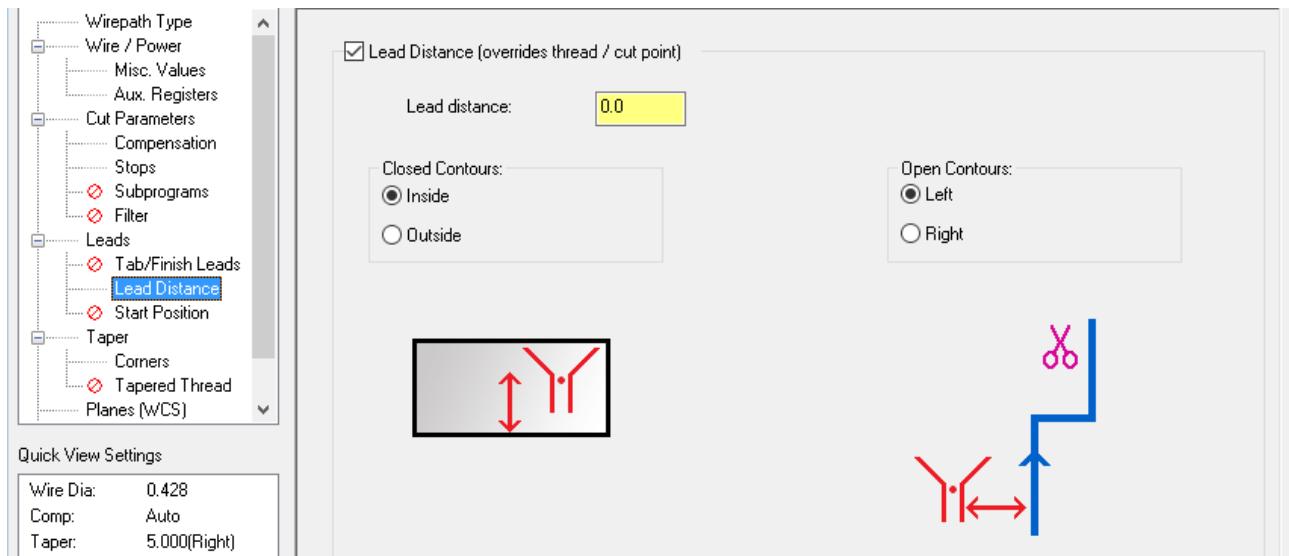 Wirepath Type
Wire / Power
Misc. Values
Aux. Registers
Cut Parameters
Compensation
Stops
Subprograms
Filter
Leads
Tab/Finish Leads
Lead Distance
Start Position
Taper
Corners
Tapered Thread
Planes (WCS)
Quick View Settings
Wire Dia: 0.428
Comp: Auto
Taper: 5.000(Right)
Lead Distance (overrides thread / cut point)
Lead distance: 0.0
Closed Contours:
Inside
Outside
Open Contours:
Left
Right